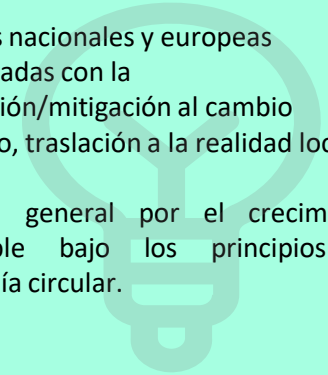 s nacionales y europeas
adas con la
ión/mitigación al cambio
o, traslación a la realidad loc
general por el crecim
ble bajo los principios
ía circular.